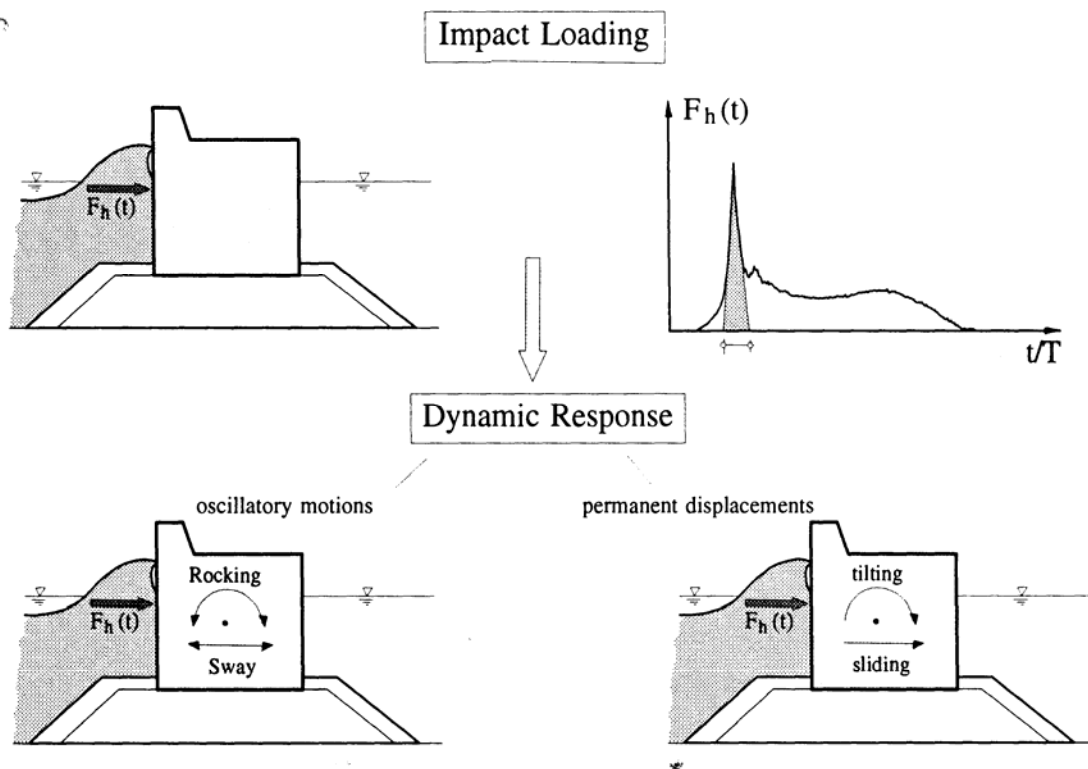 Impact Loading
F_h(t)
F_h(t)
t/T
Dynamic Response
oscillatory motions
permanent displacements
Rocking
F_h(t)
Sway
tilting
F_h(t)
sliding